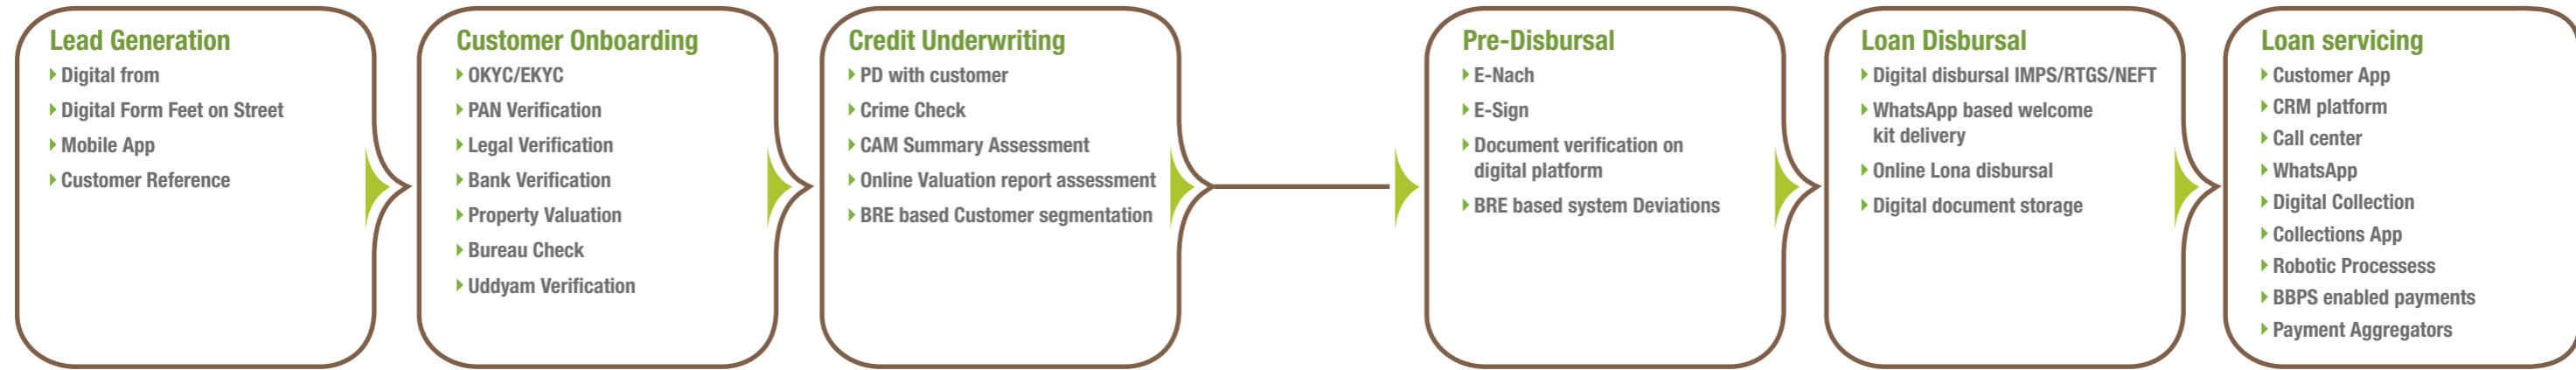 Lead Generation
Digital from
Digital Form Feet on Street
Mobile App
Customer Reference
Customer Onboarding
OKYC/EKYC
PAN Verification
Legal Verification
Bank Verification
Property Valuation
Bureau Check
Uddyam Verification
Credit Underwriting
PD with customer
Crime Check
CAM Summary Assessment
Online Valuation report assessment
BRE based Customer segmentation
Pre-Disbursal
E-Nach
E-Sign
Document verification on
digital platform
BRE based system Deviations
Loan Disbursal
Digital disbursal IMPS/RTGS/NEFT
WhatsApp based welcome
kit delivery
Online Lona disbursal
Digital document storage
Loan servicing
Customer App
CRM platform
Call center
WhatsApp
Digital Collection
Collections App
Robotic Processess
BBPS enabled payments
Payment Aggregators